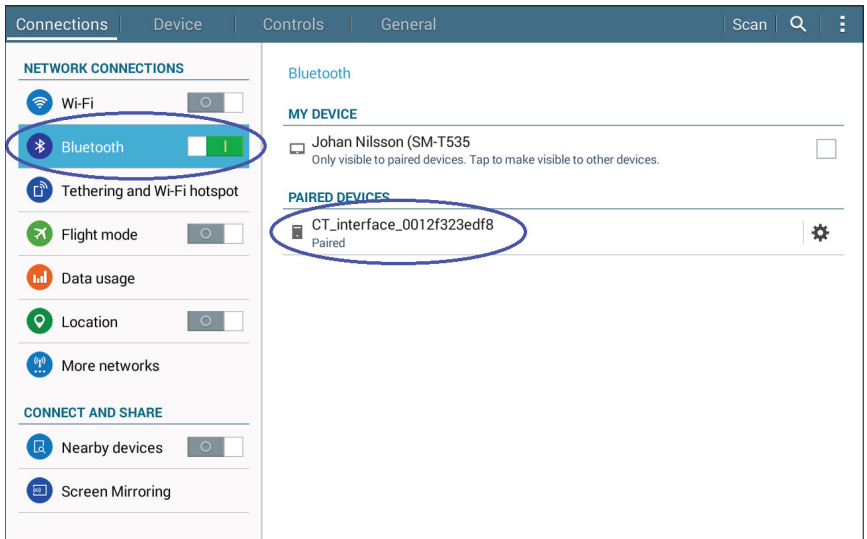 Connections Device Controls General Scan
NETWORK CONNECTIONS
Wi-Fi
Bluetooth
Tethering and Wi-Fi hotspot
Flight mode
Data usage
Location
More networks
CONNECT AND SHARE
Nearby devices
Screen Mirroring
Bluetooth
MY DEVICE
Johan Nilsson (SM-T535
Only visible to paired devices. Tap to make visible to other devices.
PAIRED DEVICES
CT_interface_0012f323edf8
Paired